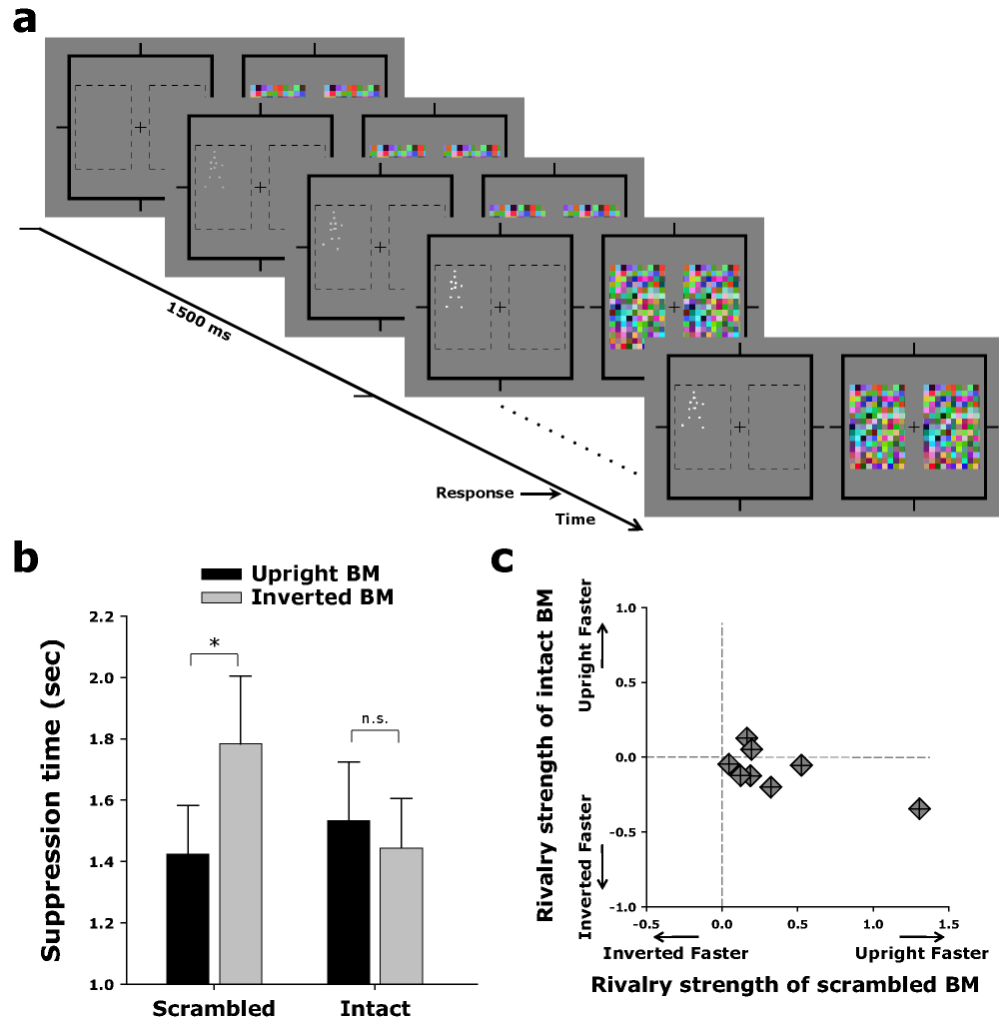 a
1500 ms
Response
Time
b
Upright BM
Inverted BM
Suppression time (sec)
2.2
2.0
1.8
1.6
1.4
1.2
1.0
*
n.s.
Scrambled
Intact
c
Rivalry strength of intact BM
Upright Faster
Inverted Faster
1.0
0.5
0.0
-0.5
-1.0
-0.5
0.0
0.5
1.0
1.5
Inverted Faster
Upright Faster
Rivalry strength of scrambled BM